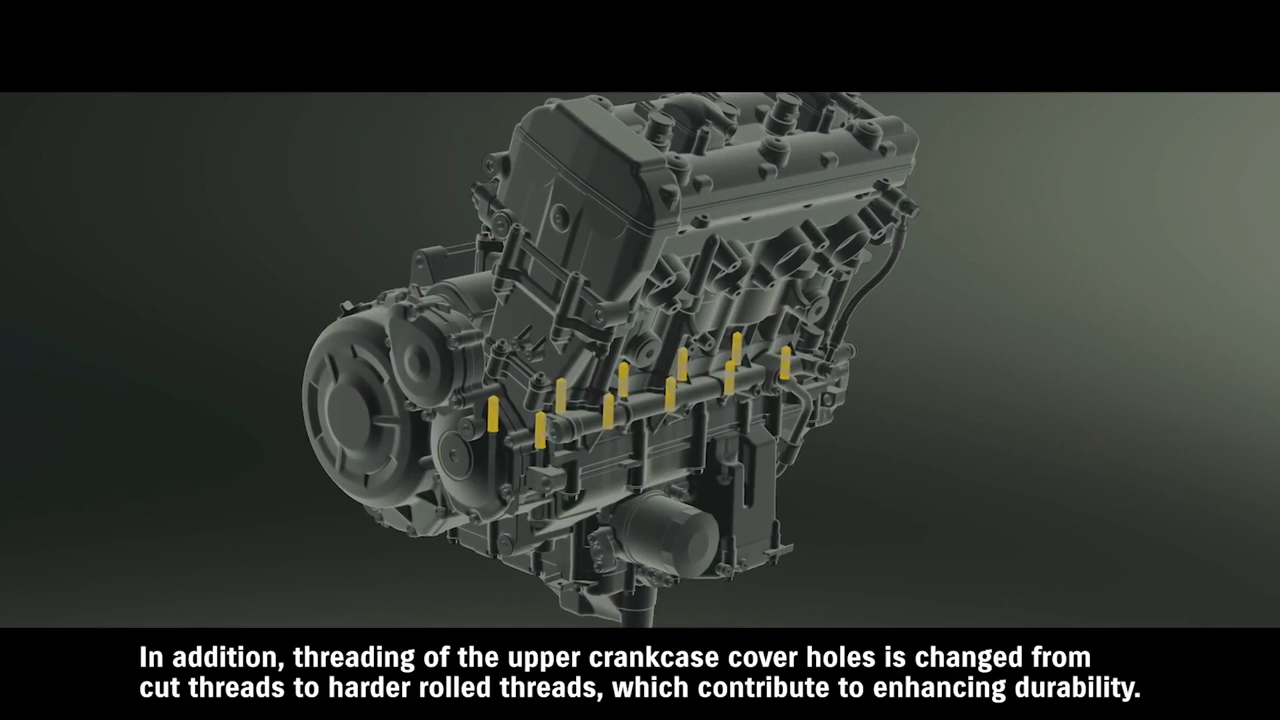 In addition, threading of the upper crankcase cover holes is changed from
cut threads to harder rolled threads, which contribute to enhancing durability.